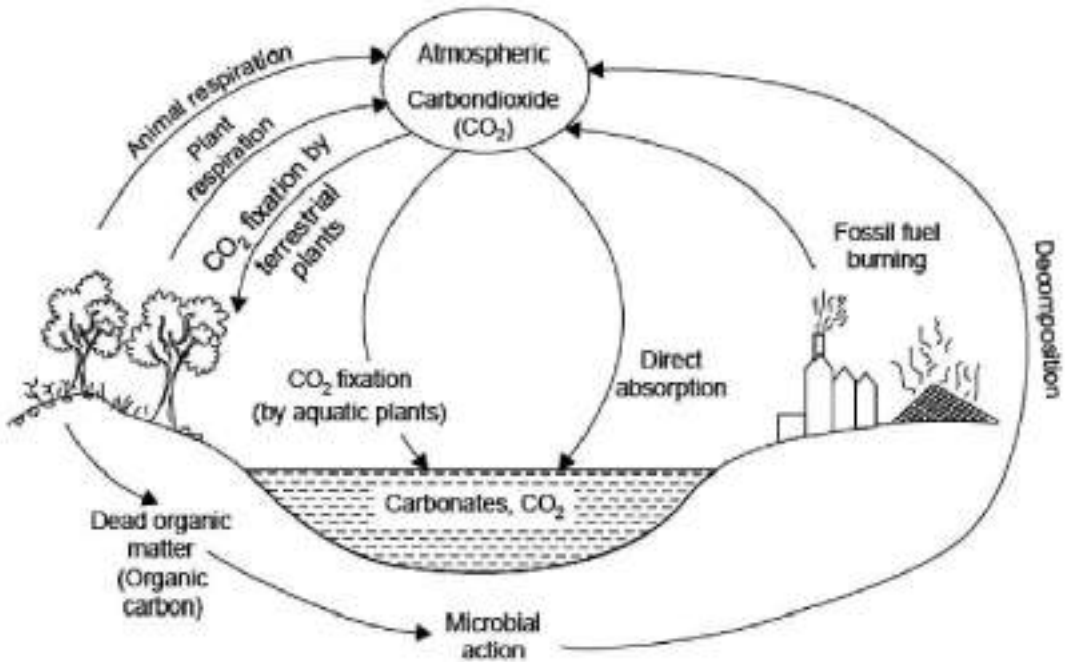 Atmospheric
Carbondioxide
(CO₂)
Animal respiration
Plant
respiration
CO₂ fixation by
terrestrial
plants
Fossil fuel
burning
Decomposition
CO₂ fixation
(by aquatic plants)
Direct
absorption
Carbonates, CO₂
Dead organic
matter
(Organic
carbon)
Microbial
action